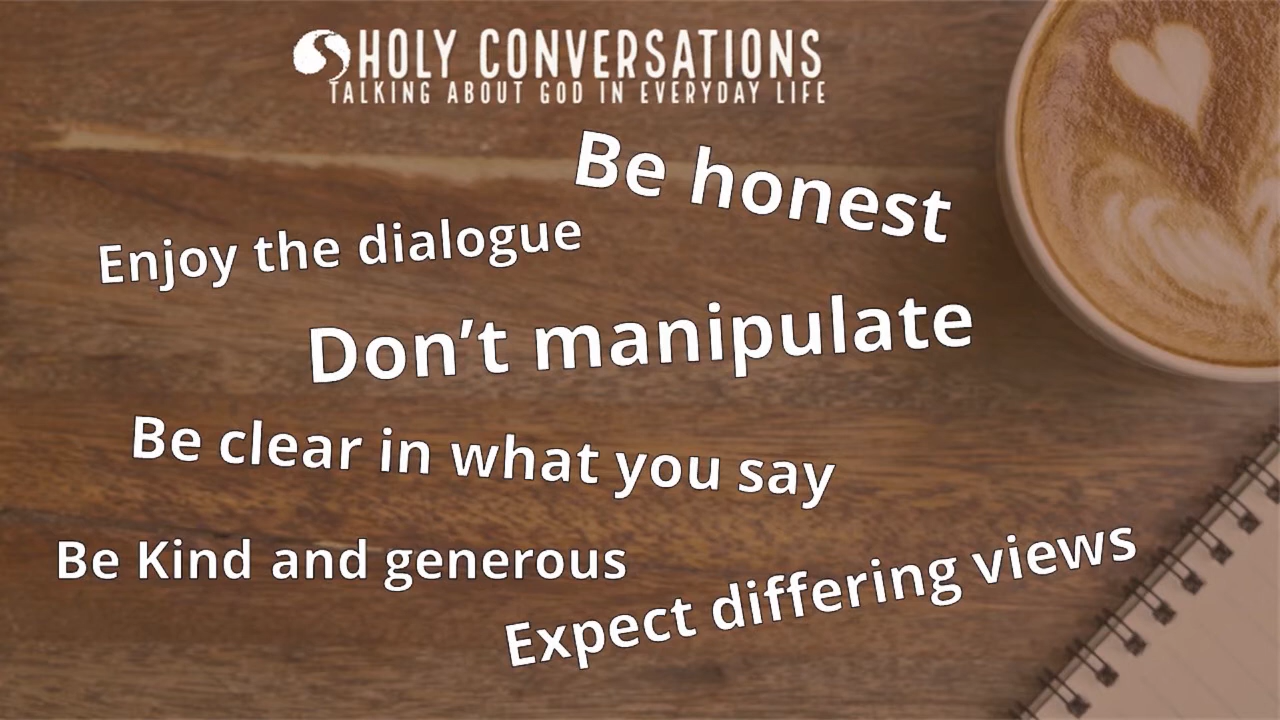 HOLY CONVERSATIONS
TALKING ABOUT GOD IN EVERYDAY LIFE
Be honest
Enjoy the dialogue
Don’t manipulate
Be clear in what you say
Be Kind and generous
Expect differing views